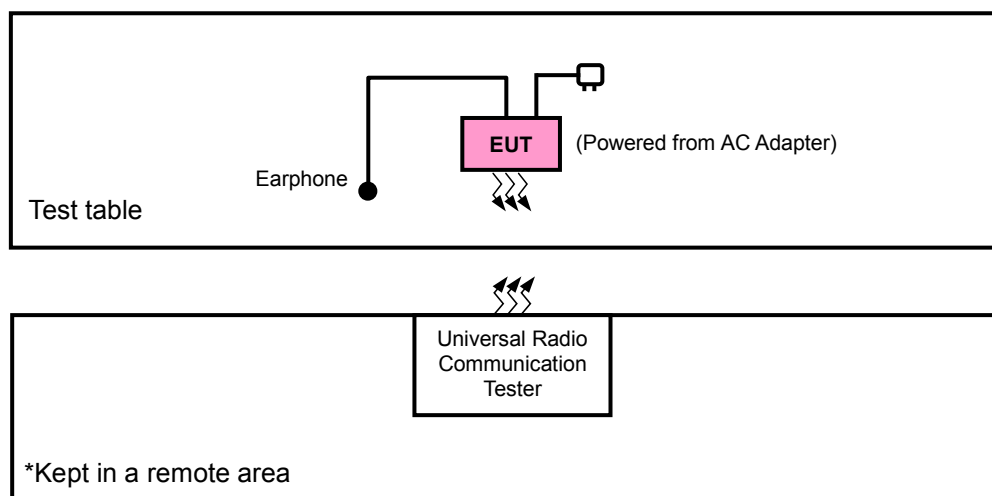 EUT
(Powered from AC Adapter)
Earphone
Test table
Universal Radio
Communication
Tester
*Kept in a remote area